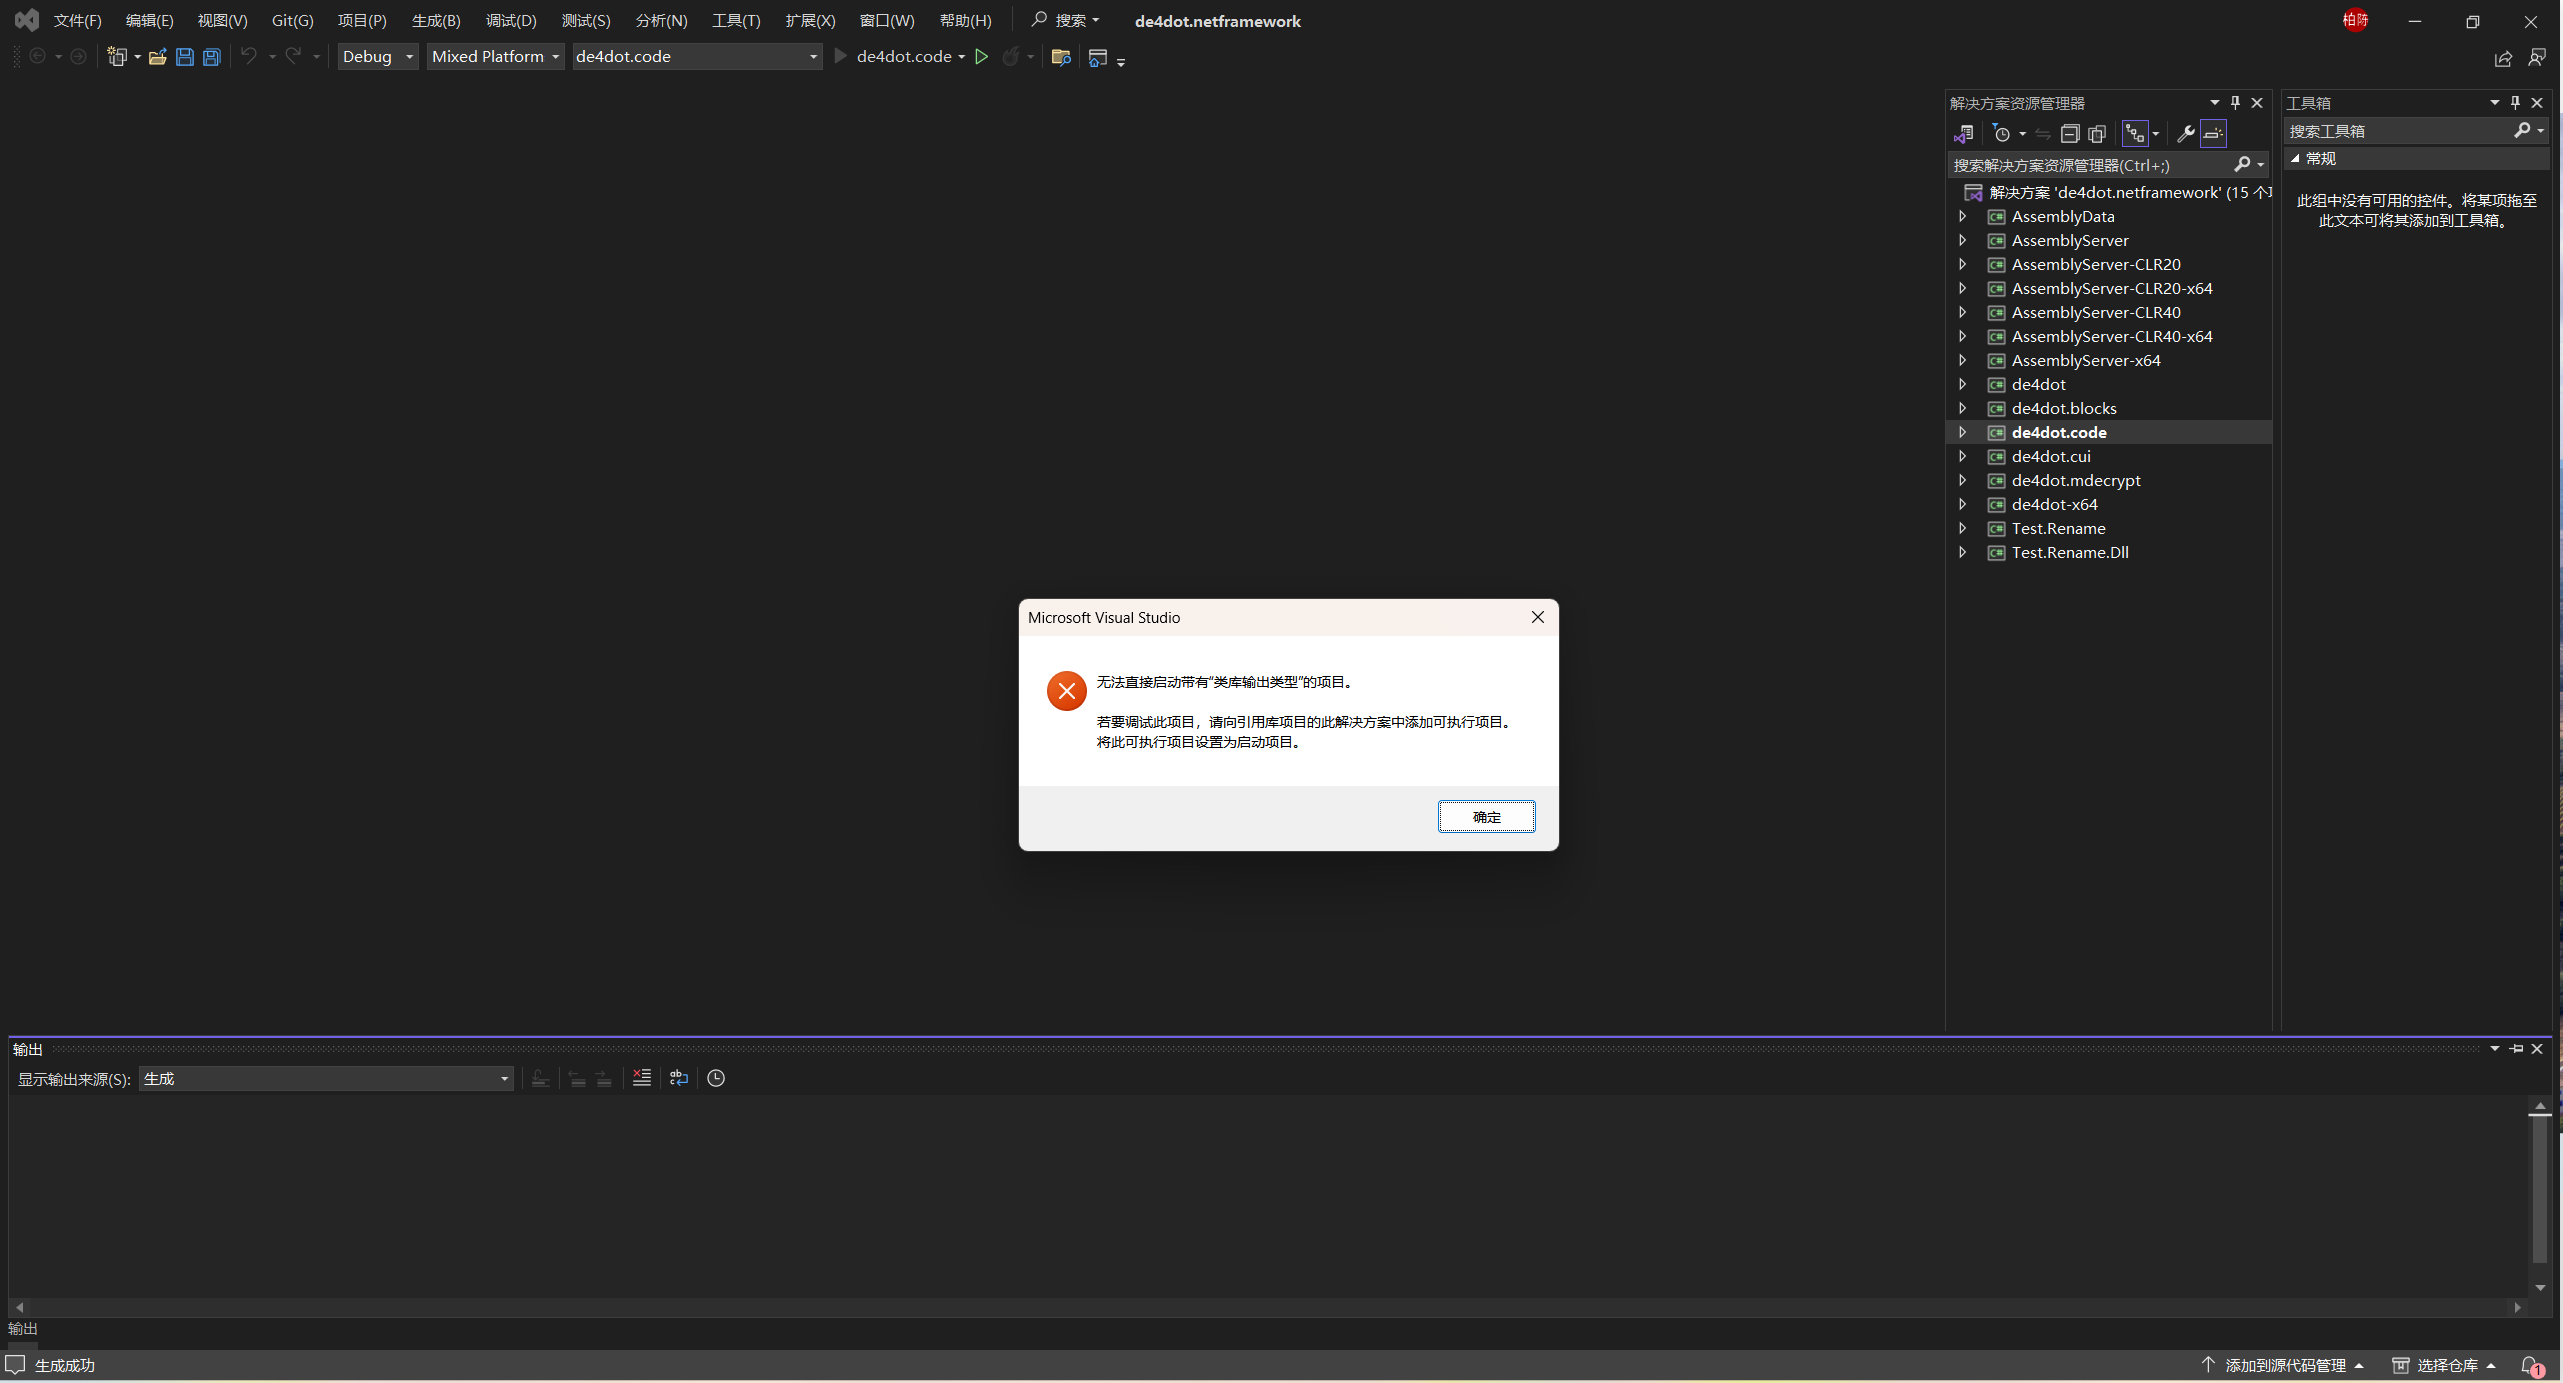 文件(F) 编辑(E) 视图(V) Git(G) 项目(P) 生成(B) 调试(D) 测试(S) 分析(N) 工具(T) 扩展(X) 窗口(W) 帮助(H) 搜索 de4dot.netframework 柏陈
Debug Mixed Platform de4dot.code de4dot.code
解决方案资源管理器
搜索解决方案资源管理器(Ctrl+;)
解决方案 'de4dot.netframework' (15 个
AssemblyData
AssemblyServer
AssemblyServer-CLR20
AssemblyServer-CLR20-x64
AssemblyServer-CLR40
AssemblyServer-CLR40-x64
AssemblyServer-x64
de4dot
de4dot.blocks
de4dot.code
de4dot.cui
de4dot.mdecrypt
de4dot-x64
Test.Rename
Test.Rename.Dll
工具箱
搜索工具箱
常规
此组中没有可用的控件。将某项拖至
此文本可将其添加到工具箱。
Microsoft Visual Studio
无法直接启动带有“类库输出类型”的项目。
若要调试此项目，请向引用库项目的此解决方案中添加可执行项目。
将此可执行项目设置为启动项目。
确定
输出
显示输出来源(S): 生成
输出
生成成功 添加到源代码管理 选择仓库 1